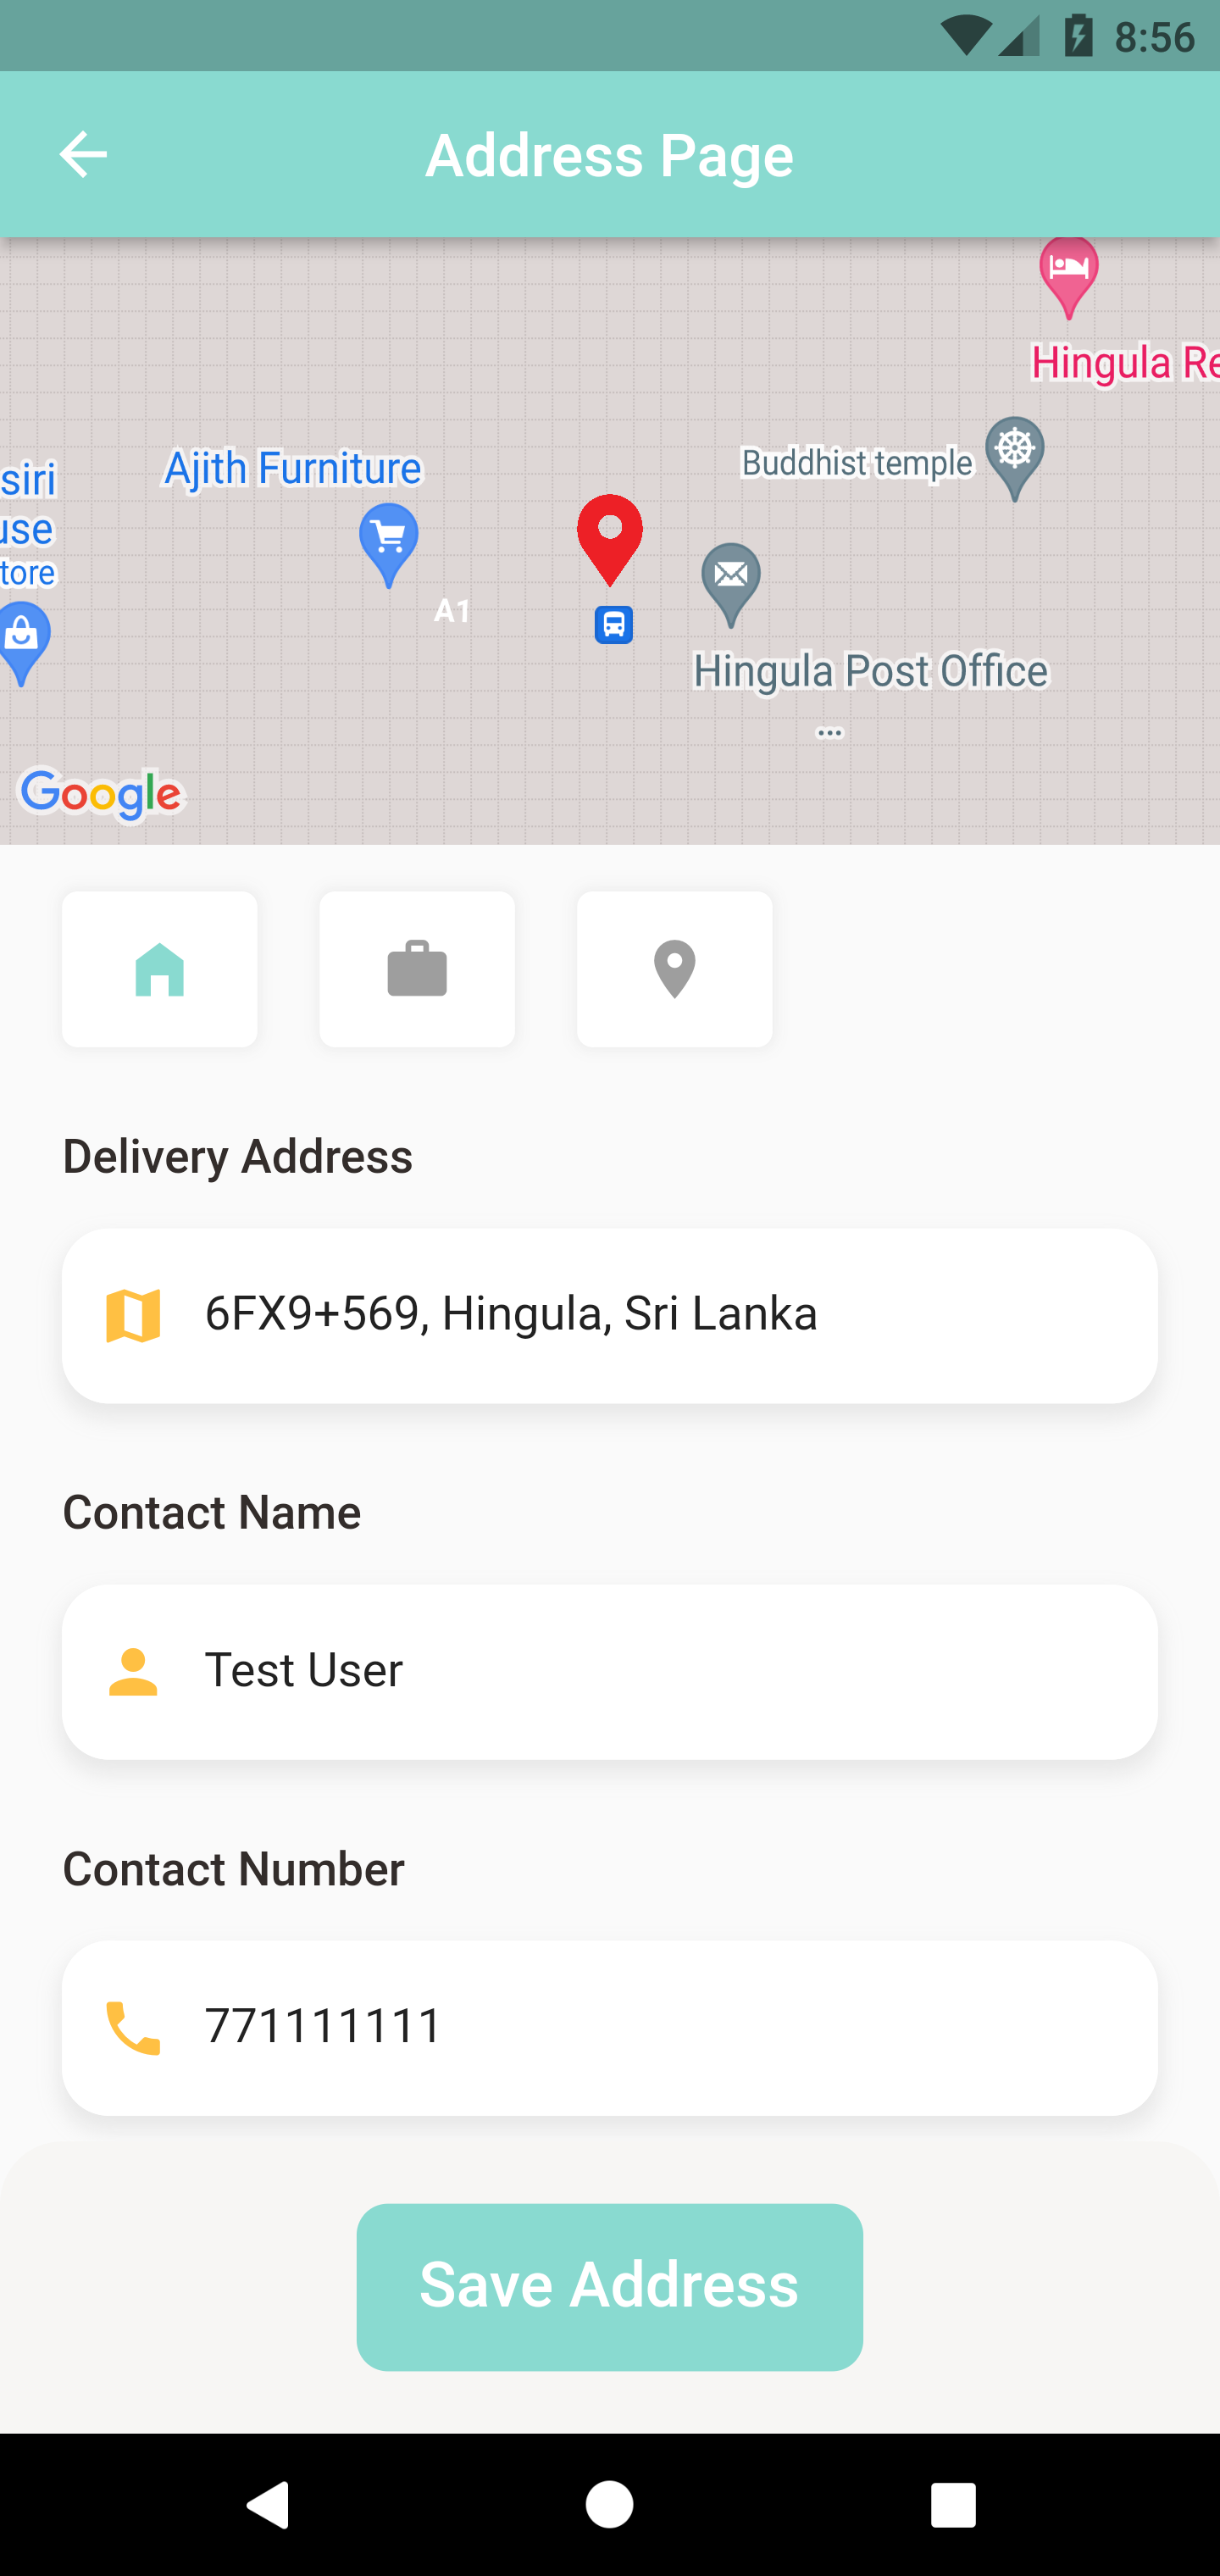 8:56
Address Page
Hingula Re
Buddhist temple
Ajith Furniture
siri
use
tore
A1
Hingula Post Office
...
Google
Delivery Address
6FX9+569, Hingula, Sri Lanka
Contact Name
Test User
Contact Number
771111111
Save Address